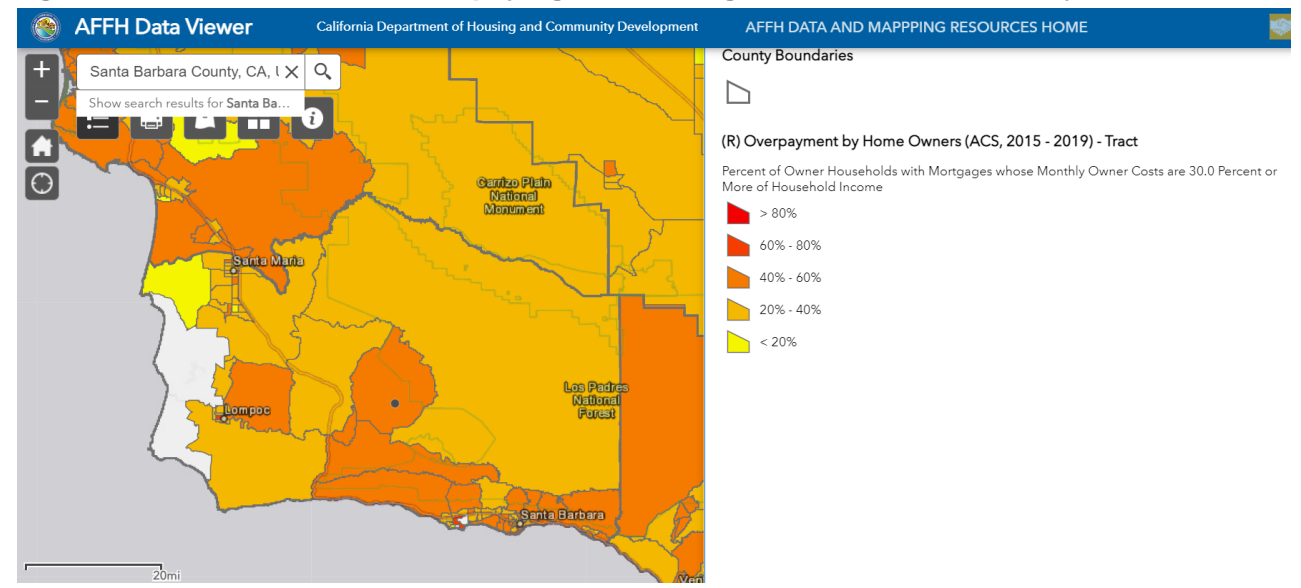 AFFH Data Viewer
California Department of Housing and Community Development
AFFH DATA AND MAPPPING RESOURCES HOME
+
−
Santa Barbara County, CA, U
Show search results for Santa Ba...
Carrizo Plain
National
Monument
Santa Maria
Los Padres
National
Forest
Lompoc
Santa Barbara
Ven
20mi
County Boundaries
(R) Overpayment by Home Owners (ACS, 2015 - 2019) - Tract
Percent of Owner Households with Mortgages whose Monthly Owner Costs are 30.0 Percent or
More of Household Income
> 80%
60% - 80%
40% - 60%
20% - 40%
< 20%